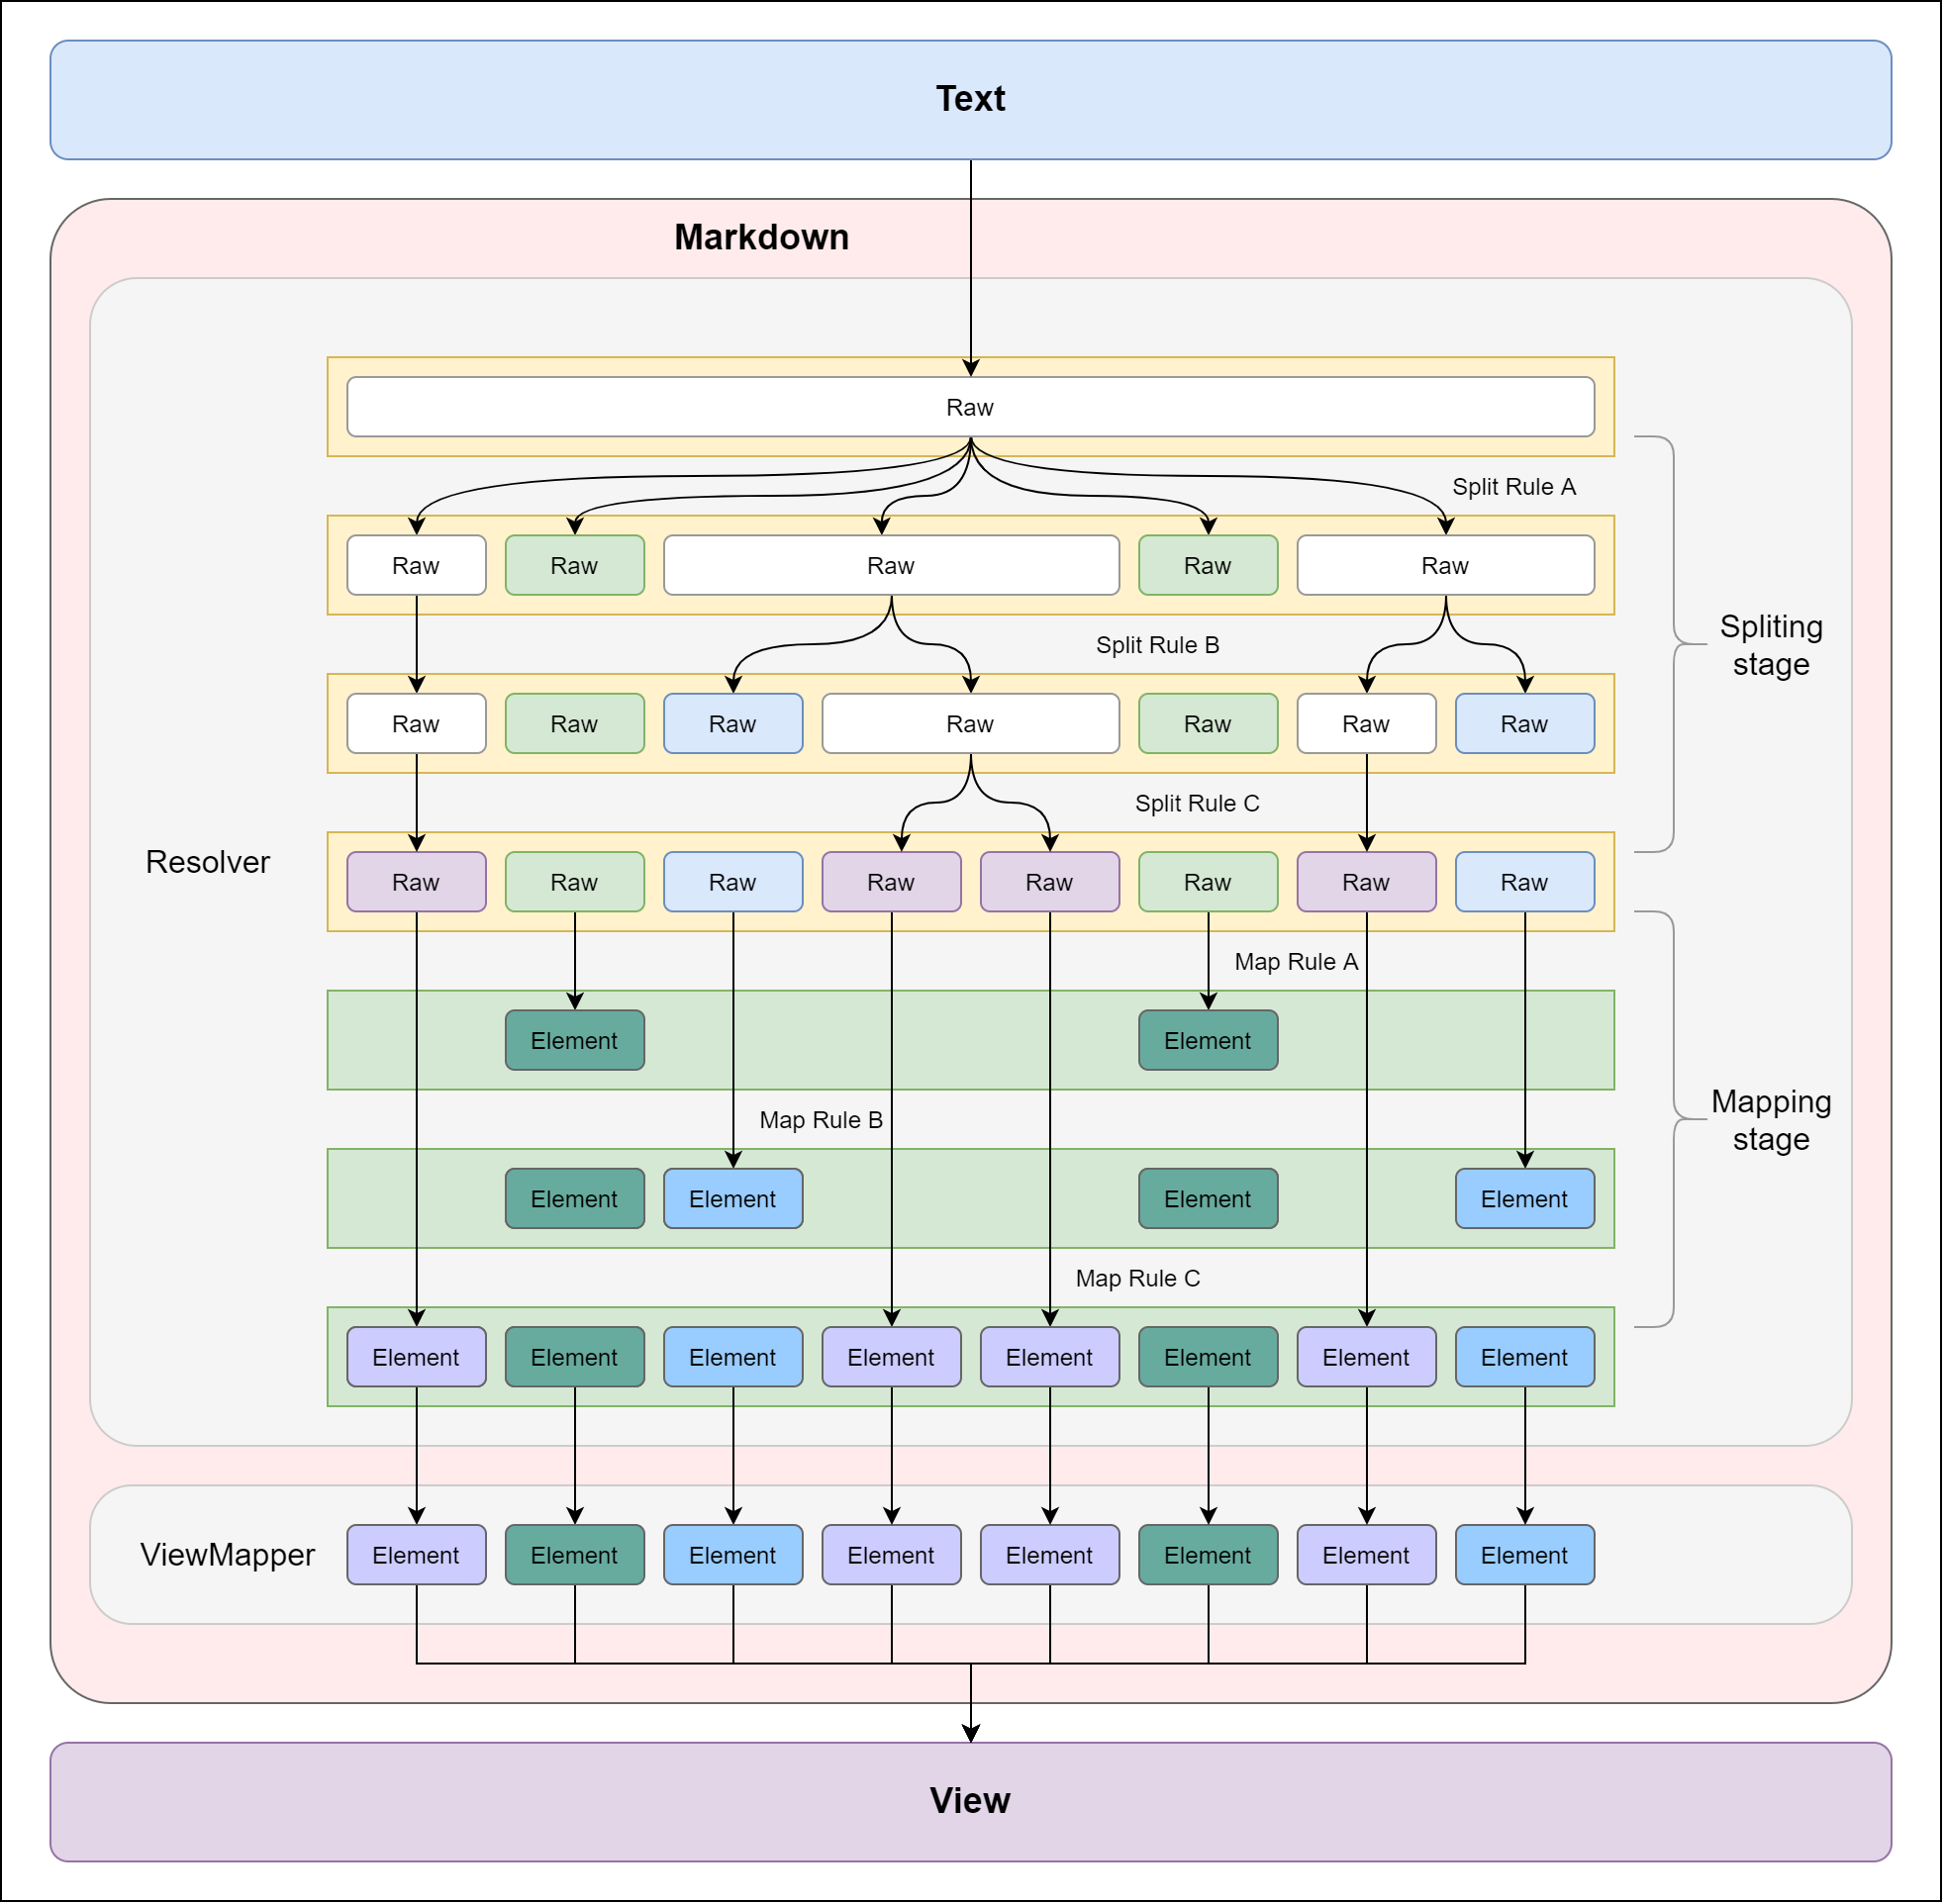 Text
Markdown
Raw
Split Rule A
Raw Raw Raw Raw Raw
Split Rule B
Spliting
stage
Raw Raw Raw Raw Raw Raw Raw
Split Rule C
Resolver
Raw Raw Raw Raw Raw Raw Raw Raw
Map Rule A
Element Element
Mapping
stage
Map Rule B
Element Element Element Element
Map Rule C
Element Element Element Element Element Element Element Element
ViewMapper Element Element Element Element Element Element Element Element
View